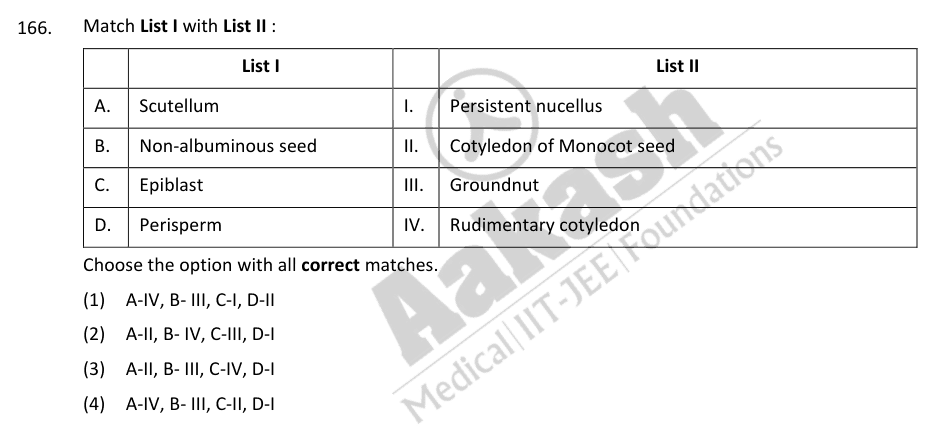 166. Match List I with List II :
List I List II
A. Scutellum I. Persistent nucellus
B. Non-albuminous seed II. Cotyledon of Monocot seed
C. Epiblast III. Groundnut
D. Perisperm IV. Rudimentary cotyledon
Choose the option with all correct matches.
(1) A-IV, B- III, C-I, D-II
(2) A-II, B- IV, C-III, D-I
(3) A-II, B- III, C-IV, D-I
(4) A-IV, B- III, C-II, D-I
Aakash
Medical|IIT-JEE|Foundations